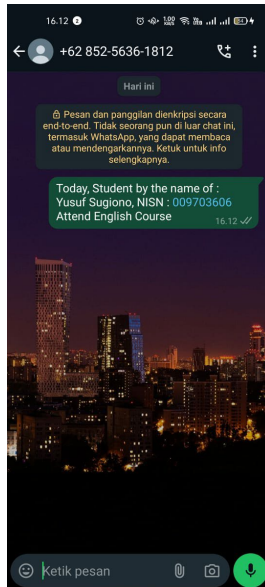 16.12
+62 852-5636-1812
Hari ini
Pesan dan panggilan dienkripsi secara
end-to-end. Tidak seorang pun di luar chat ini,
termasuk WhatsApp, yang dapat membaca
atau mendengarkannya. Ketuk untuk info
selengkapnya.
Today, Student by the name of :
Yusuf Sugiono, NISN : 009703606
Attend English Course
16.12
Ketik pesan